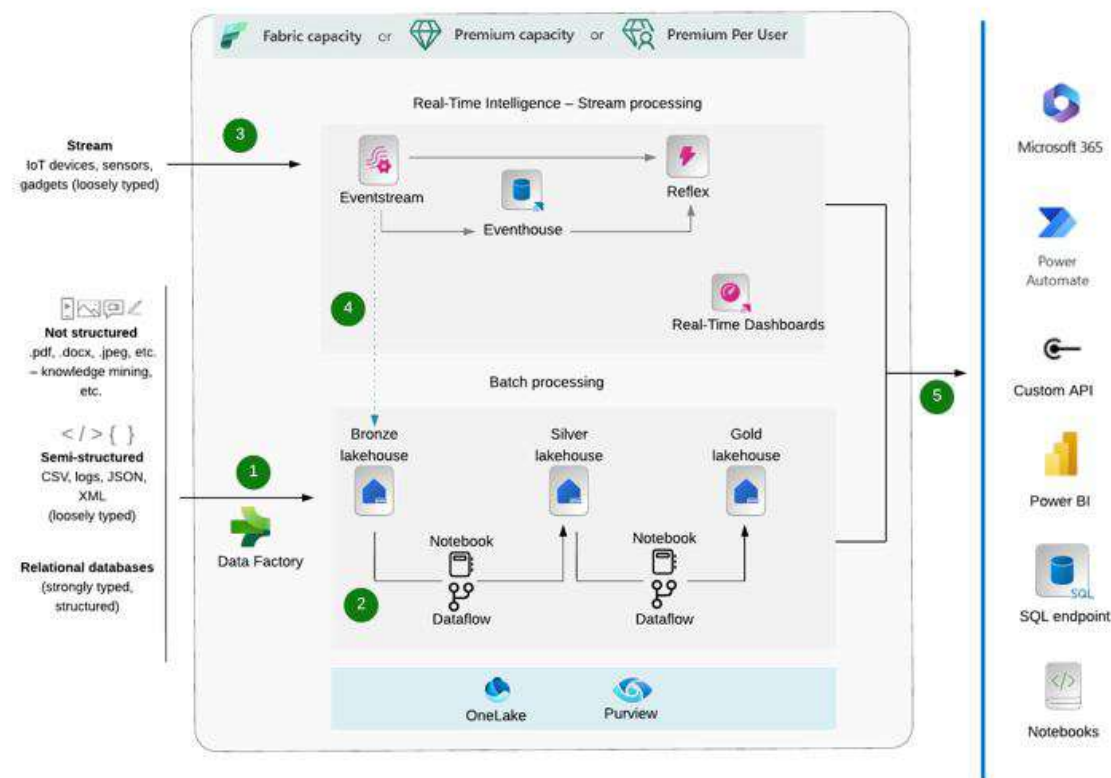 Fabric capacity or Premium capacity or Premium Per User
Real-Time Intelligence – Stream processing
3
Stream
IoT devices, sensors,
gadgets (loosely typed)
Eventstream
Eventhouse
Reflex
Real-Time Dashboards
4
Not structured
.pdf, .docx, .jpeg, etc.
– knowledge mining,
etc.
</>{ }
Semi-structured
CSV, logs, JSON,
XML
(loosely typed)
Relational databases
(strongly typed,
structured)
1
Data Factory
Batch processing
Bronze
lakehouse
Silver
lakehouse
Gold
lakehouse
Notebook
Dataflow
Notebook
Dataflow
2
OneLake
Purview
5
Microsoft 365
Power
Automate
Custom API
Power BI
SQL
SQL endpoint
</>
Notebooks